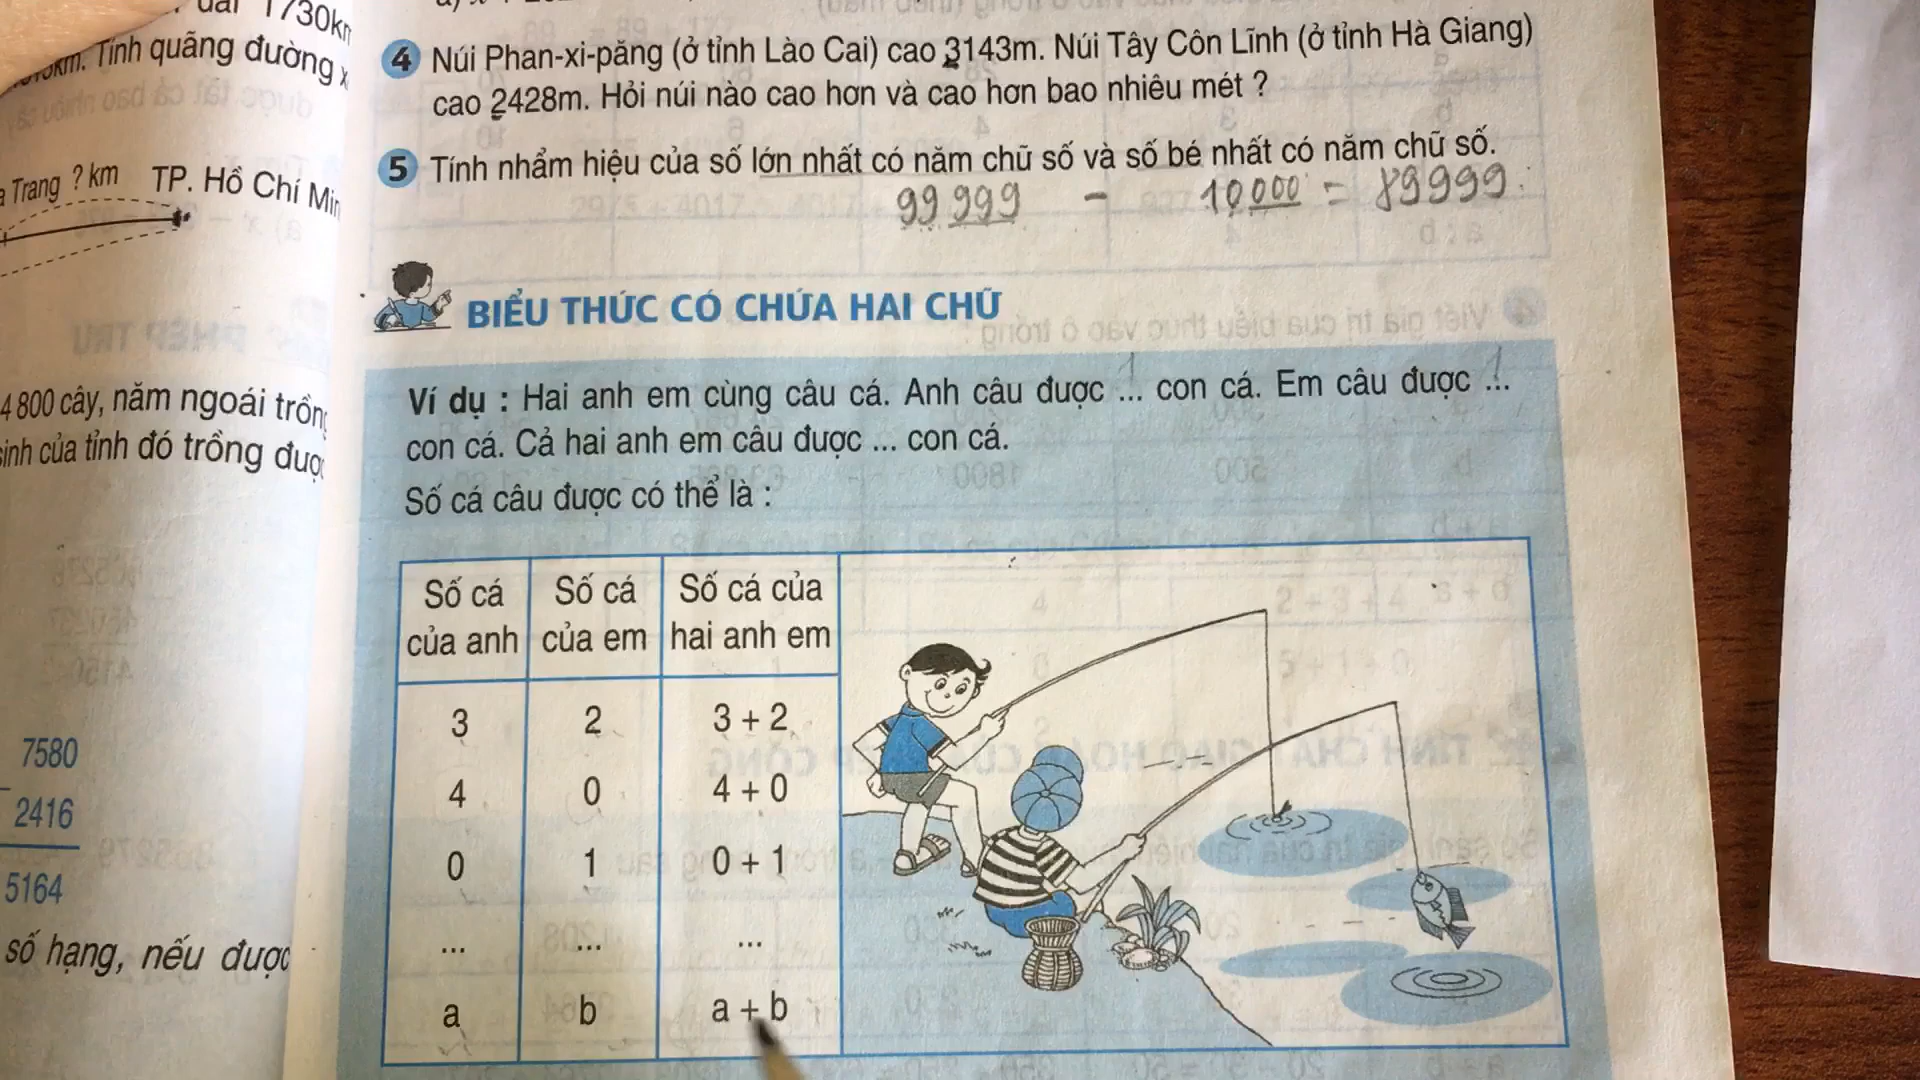 dài 1730km
Tính quãng đường x
Trang ? km TP. Hồ Chí Min
4 800 cây, năm ngoái trồng
sinh của tỉnh đó trồng được
7580
2416
5164
số hạng, nếu được
4 Núi Phan-xi-păng (ở tỉnh Lào Cai) cao 3143m. Núi Tây Côn Lĩnh (ở tỉnh Hà Giang)
cao 2428m. Hỏi núi nào cao hơn và cao hơn bao nhiêu mét ?
5 Tính nhẩm hiệu của số lớn nhất có năm chữ số và số bé nhất có năm chữ số.
99 999 - 10 000 = 89999.
BIỂU THỨC CÓ CHỨA HAI CHỮ
Ví dụ : Hai anh em cùng câu cá. Anh câu được ... con cá. Em câu được ...
con cá. Cả hai anh em câu được ... con cá.
Số cá câu được có thể là :
Số cá Số cá Số cá của
của anh của em hai anh em
3 2 3 + 2
4 0 4 + 0
0 1 0 + 1
... ... ...
a b a + b